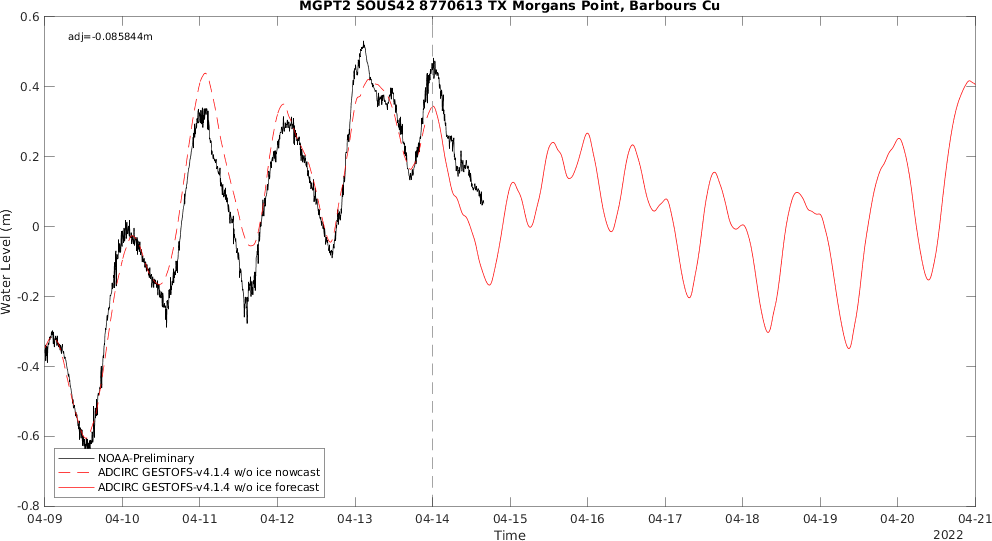 MGPT2 SOUS42 8770613 TX Morgans Point, Barbours Cu
adj=-0.085844m
0.6
0.4
0.2
0
-0.2
-0.4
-0.6
-0.8
Water Level (m)
NOAA-Preliminary
ADCIRC GESTOFS-v4.1.4 w/o ice nowcast
ADCIRC GESTOFS-v4.1.4 w/o ice forecast
04-09 04-10 04-11 04-12 04-13 04-14 04-15 04-16 04-17 04-18 04-19 04-20 04-21
Time
2022